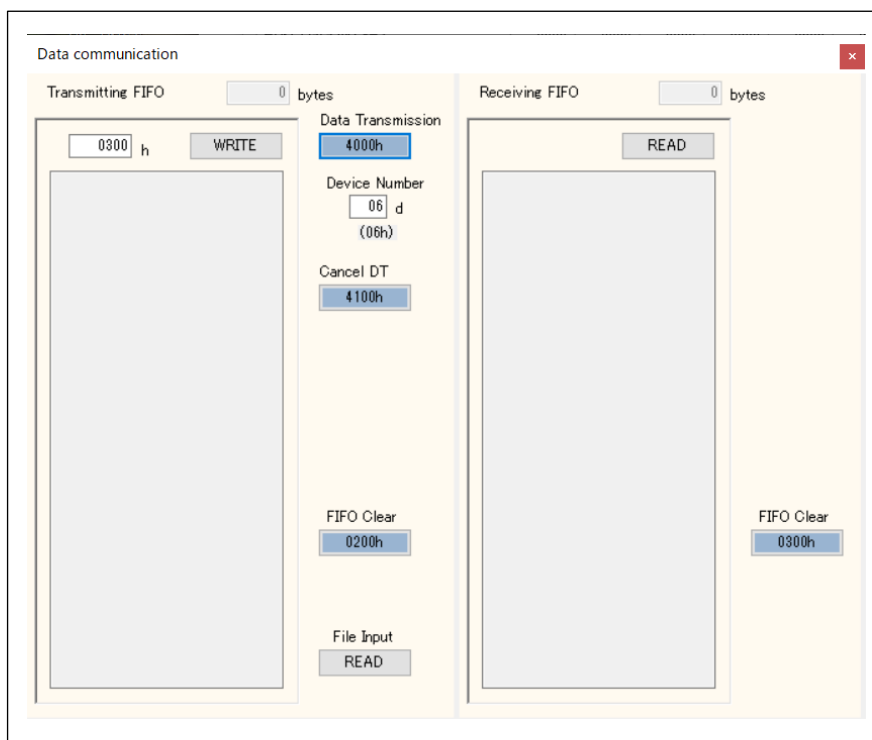 Data communication
Transmitting FIFO 0 bytes
0300 h WRITE
Data Transmission
4000h
Device Number
06 d
(06h)
Cancel DT
4100h
FIFO Clear
0200h
File Input
READ
Receiving FIFO 0 bytes
READ
FIFO Clear
0300h